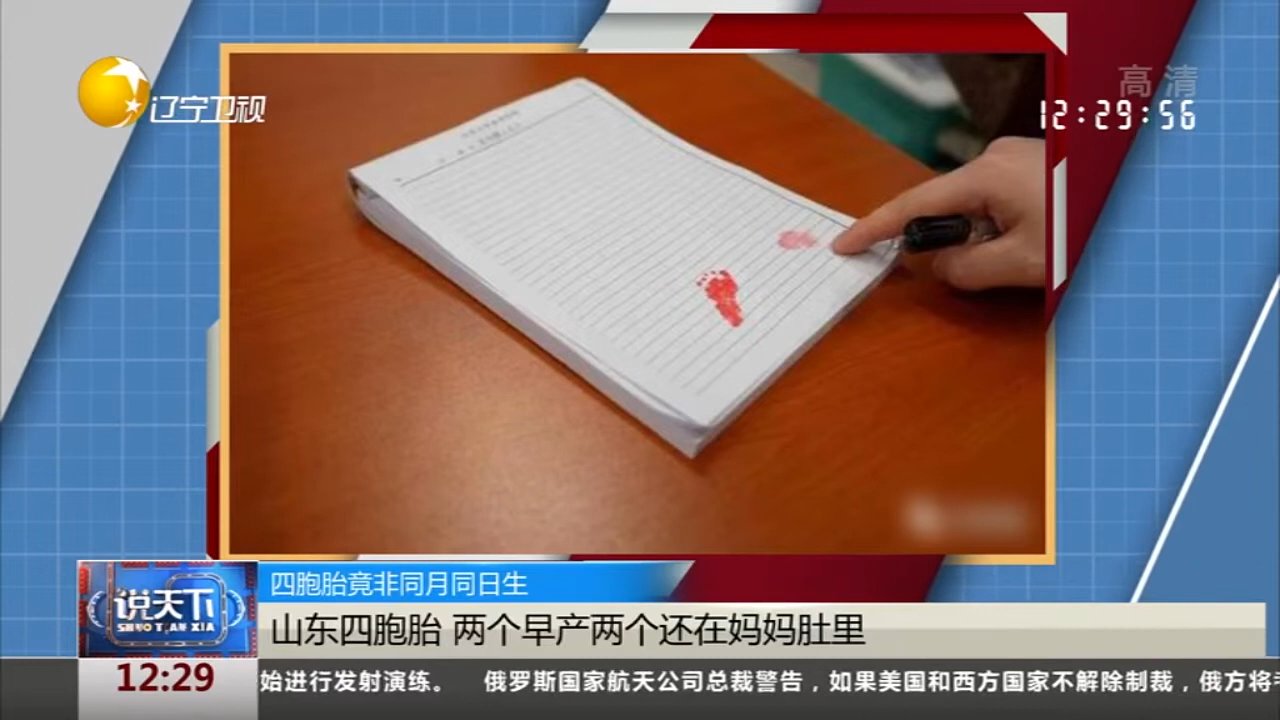 辽宁卫视
高清
12:29:56
四胞胎竟非同月同日生
说天下
SHUO TIAN XIA
山东四胞胎 两个早产两个还在妈妈肚里
12:29
始进行发射演练。 俄罗斯国家航天公司总裁警告，如果美国和西方国家不解除制裁，俄方将